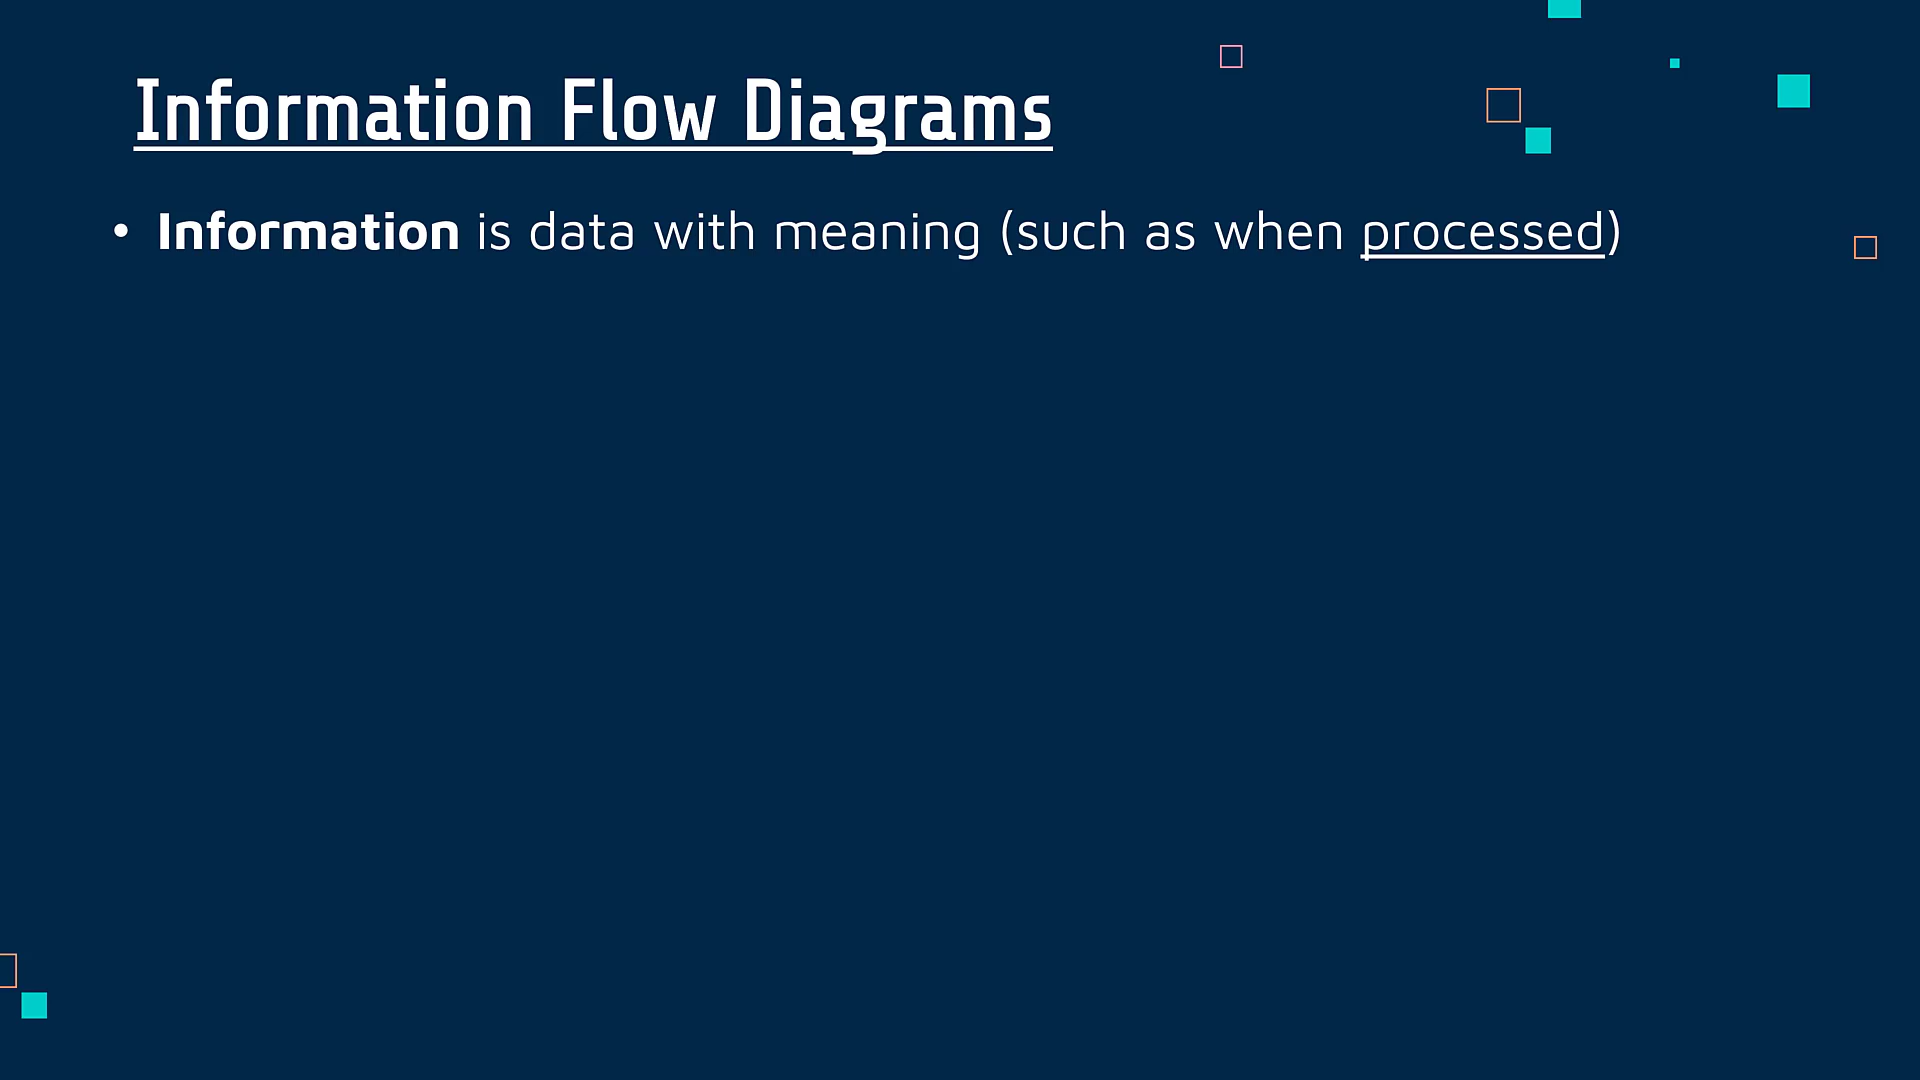 Information Flow Diagrams
• Information is data with meaning (such as when processed)